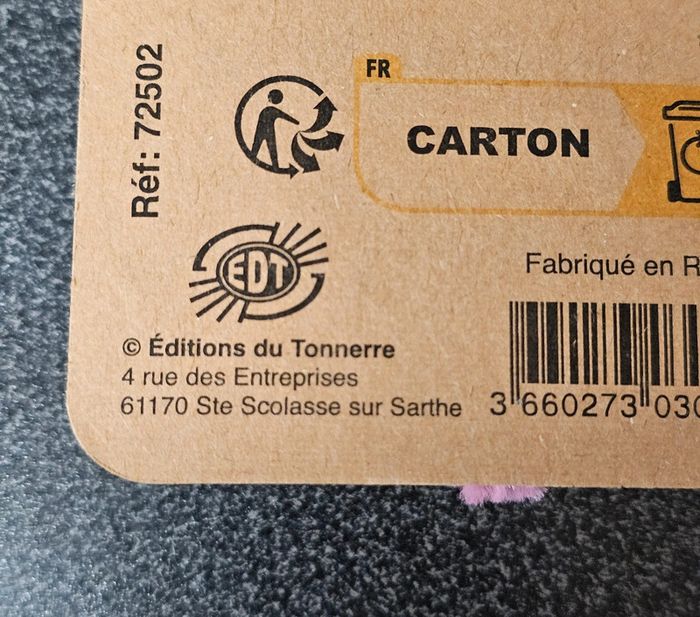 Réf: 72502
FR
CARTON
EDT
Fabriqué en R
© Éditions du Tonnerre
4 rue des Entreprises
61170 Ste Scolasse sur Sarthe
3 660273 030